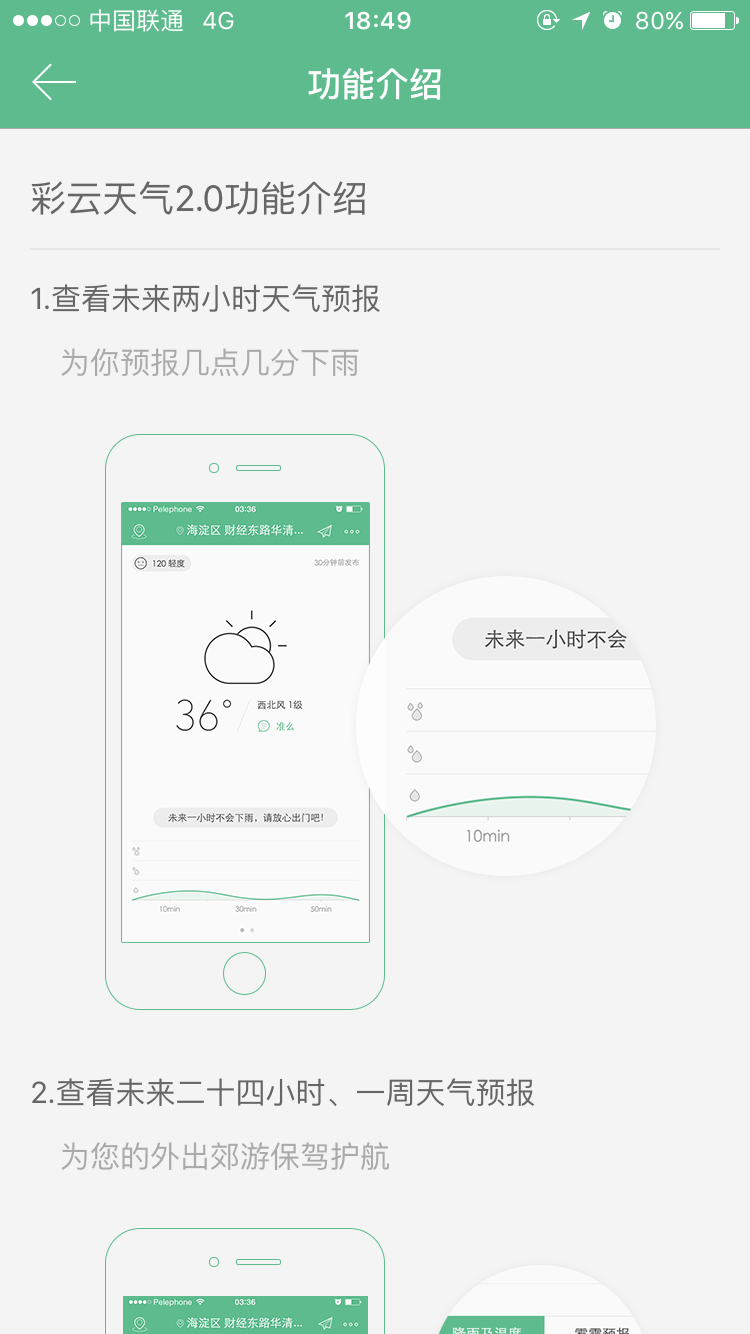 中国联通 4G 18:49 80%
功能介绍
彩云天气2.0功能介绍
1.查看未来两小时天气预报
为你预报几点几分下雨
Pelephone 03:36
海淀区 财经东路华清...
120 轻度 30分钟前发布
36° 西北风 1级
准么
未来一小时不会下雨，请放心出门吧!
10min 30min 50min
未来一小时不会
10min
2.查看未来二十四小时、一周天气预报
为您的外出郊游保驾护航
Pelephone 03:36
海淀区 财经东路华清...
降雨及温度 雾霾预报